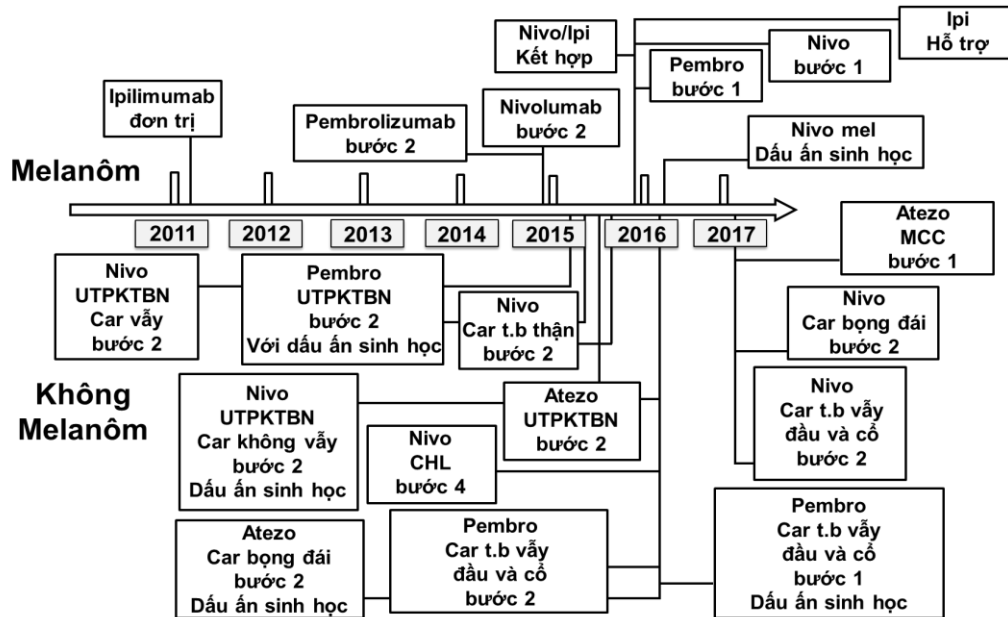 Ipilimumab
đơn trị
Pembrolizumab
bước 2
Nivolumab
bước 2
Nivo/Ipi
Kết hợp
Pembro
bước 1
Nivo
bước 1
Ipi
Hỗ trợ
Nivo mel
Dấu ấn sinh học
Melanôm
2011
2012
2013
2014
2015
2016
2017
Nivo
UTPKTBN
Car vẫy
bước 2
Pembro
UTPKTBN
bước 2
Với dấu ấn sinh học
Nivo
Car t.b thận
bước 2
Atezo
MCC
bước 1
Nivo
Car bọng đái
bước 2
Không
Melanôm
Nivo
UTPKTBN
Car không vẫy
bước 2
Dấu ấn sinh học
Atezo
UTPKTBN
bước 2
Nivo
CHL
bước 4
Nivo
Car t.b vẫy
đầu và cổ
bước 2
Atezo
Car bọng đái
bước 2
Dấu ấn sinh học
Pembro
Car t.b vẫy
đầu và cổ
bước 2
Pembro
Car t.b vẫy
đầu và cổ
bước 1
Dấu ấn sinh học